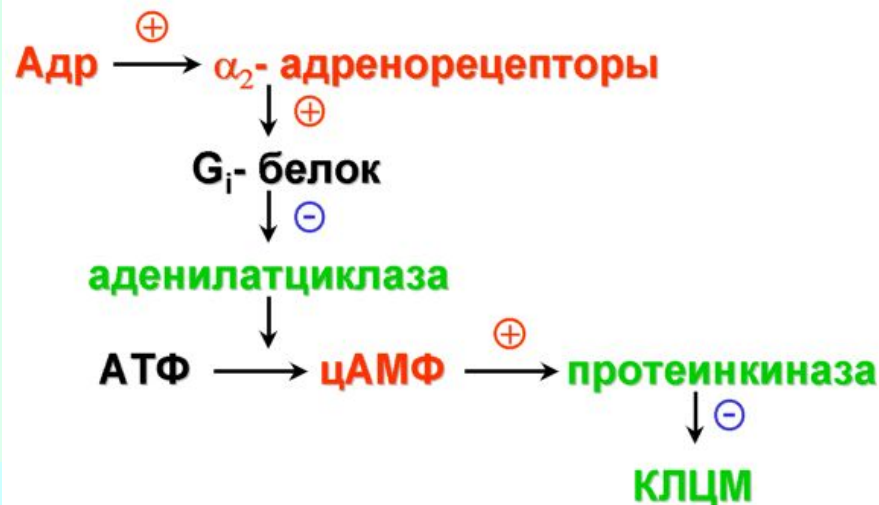 ⊕
Адр → α₂- адренорецепторы
↓ ⊕
Gᵢ- белок
↓ ⊖
аденилатциклаза
↓ ⊕
АТФ → цАМФ → протеинкиназа
↓ ⊖
КЛЦМ